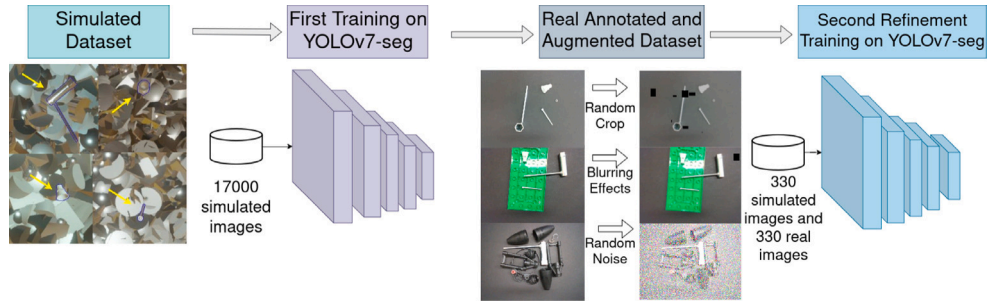 Simulated
Dataset
First Training on
YOLOv7-seg
Real Annotated and
Augmented Dataset
Second Refinement
Training on YOLOv7-seg
17000
simulated
images
Random
Crop
Blurring
Effects
Random
Noise
330
simulated
images and
330 real
images